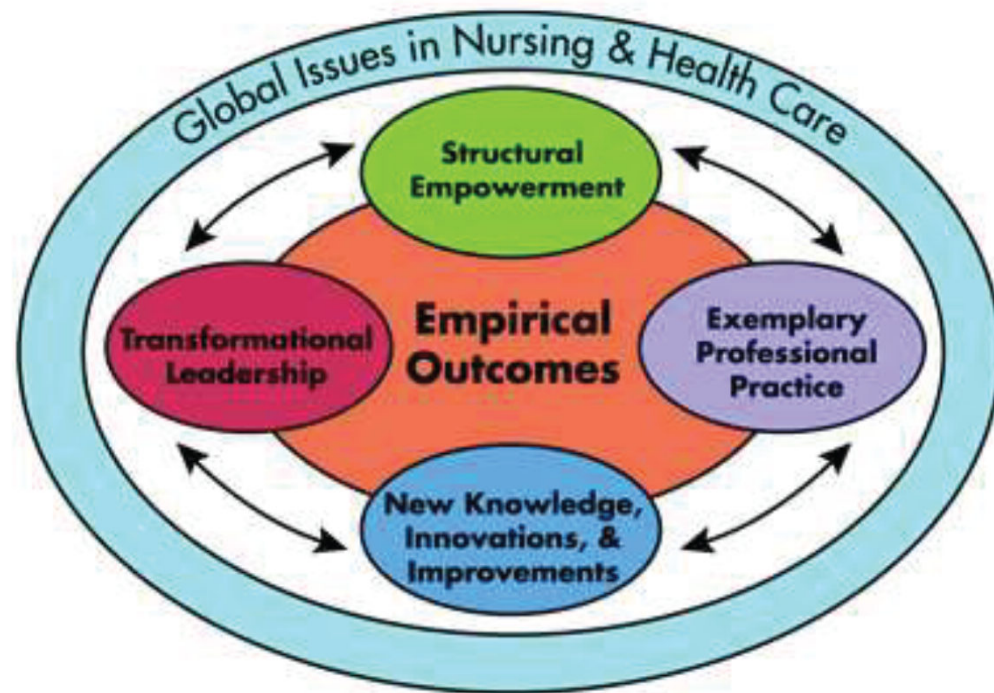 Global Issues in Nursing & Health Care
Structural
Empowerment
Transformational
Leadership
Empirical
Outcomes
Exemplary
Professional
Practice
New Knowledge,
Innovations, &
Improvements